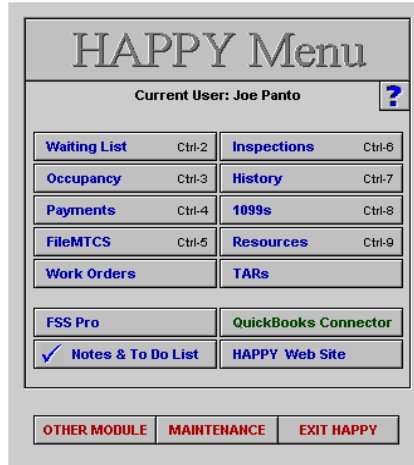 HAPPY Menu
Current User: Joe Panto ?
Waiting List Ctrl-2 Inspections Ctrl-6
Occupancy Ctrl-3 History Ctrl-7
Payments Ctrl-4 1099s Ctrl-8
FileMTCS Ctrl-5 Resources Ctrl-9
Work Orders TARs
FSS Pro QuickBooks Connector
Notes & To Do List HAPPY Web Site
OTHER MODULE MAINTENANCE EXIT HAPPY